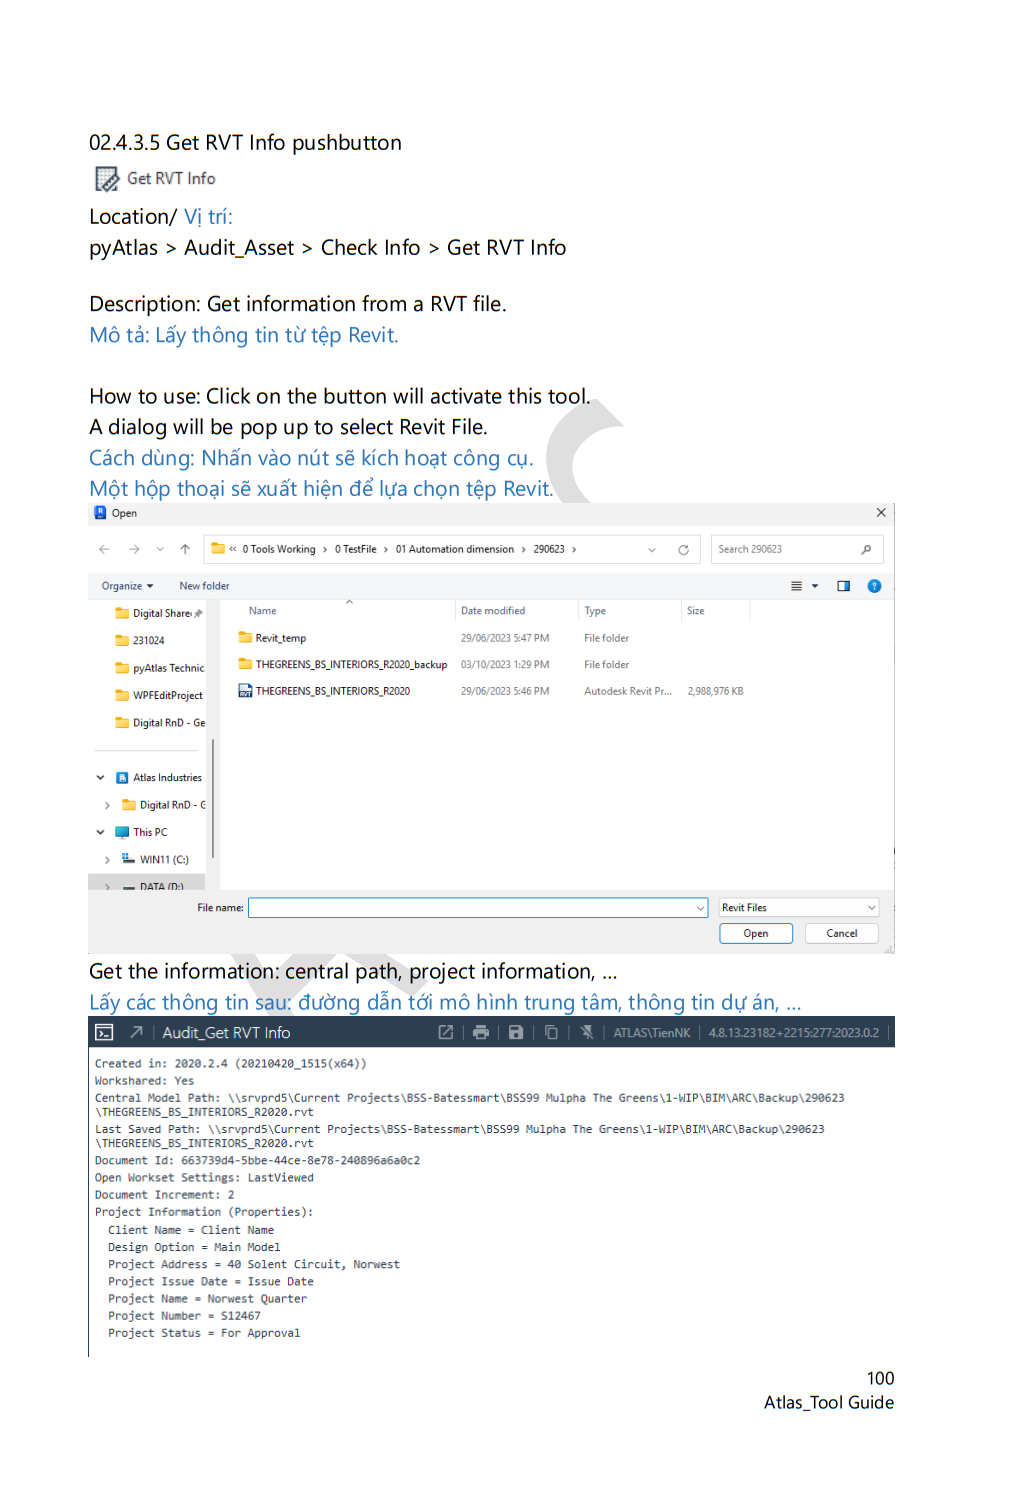 02.4.3.5 Get RVT Info pushbutton
Get RVT Info
Location/ Vị trí:
pyAtlas > Audit_Asset > Check Info > Get RVT Info
Description: Get information from a RVT file.
Mô tả: Lấy thông tin từ tệp Revit.
How to use: Click on the button will activate this tool.
A dialog will be pop up to select Revit File.
Cách dùng: Nhấn vào nút sẽ kích hoạt công cụ.
Một hộp thoại sẽ xuất hiện để lựa chọn tệp Revit.
Open
« 0 Tools Working > 0 TestFile > 01 Automation dimension > 290623 >
Search 290623
Organize
New folder
Name Date modified Type Size
Digital Share
231024
pyAtlas Technic
WPFEditProject
Digital RnD - Ge
Atlas Industries
Digital RnD - G
This PC
WIN11 (C:)
DATA (D:)
Revit_temp 29/06/2023 5:47 PM File folder
THEGREENS_BS_INTERIORS_R2020_backup 03/10/2023 1:29 PM File folder
THEGREENS_BS_INTERIORS_R2020 29/06/2023 5:46 PM Autodesk Revit Pr... 2,988,976 KB
File name:
Revit Files
Open
Cancel
Get the information: central path, project information, ...
Lấy các thông tin sau: đường dẫn tới mô hình trung tâm, thông tin dự án, ...
Audit_Get RVT Info
ATLAS\TienNK
4.8.13.23182+2215:277:2023.0.2
Created in: 2020.2.4 (20210420_1515(x64))
Workshared: Yes
Central Model Path: \\srvprd5\Current Projects\BSS-Batessmart\BSS99 Mulpha The Greens\1-WIP\BIM\ARC\Backup\290623
\THEGREENS_BS_INTERIORS_R2020.rvt
Last Saved Path: \\srvprd5\Current Projects\BSS-Batessmart\BSS99 Mulpha The Greens\1-WIP\BIM\ARC\Backup\290623
\THEGREENS_BS_INTERIORS_R2020.rvt
Document Id: 663739d4-5bbe-44ce-8e78-240896a6a0c2
Open Workset Settings: LastViewed
Document Increment: 2
Project Information (Properties):
Client Name = Client Name
Design Option = Main Model
Project Address = 40 Solent Circuit, Norwest
Project Issue Date = Issue Date
Project Name = Norwest Quarter
Project Number = S12467
Project Status = For Approval
100
Atlas_Tool Guide